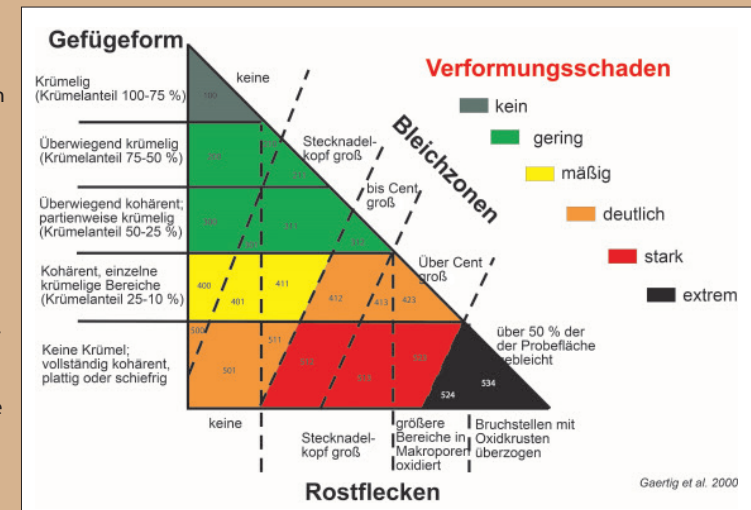 Gefügeform
Krümelig
(Krümelanteil 100-75 %)
Überwiegend krümelig
(Krümelanteil 75-50 %)
Überwiegend kohärent;
partienweise krümelig
(Krümelanteil 50-25 %)
Kohärent, einzelne
krümelige Bereiche
(Krümelanteil 25-10 %)
Keine Krümel;
vollständig kohärent,
plattig oder schiefrig
keine
Stecknadel-
kopf groß
bis Cent
groß
Über Cent
groß
über 50 % der
der Probefläche
gebleicht
Bleichzonen
100
311
400
401
411
412
413
423
500
501
511
524
534
keine
Stecknadel-
kopf groß
größere
Bereiche in
Makroporen
oxidiert
Bruchstellen mit
Oxidkrusten
überzogen
Rostflecken
Verformungsschaden
kein
gering
mäßig
deutlich
stark
extrem
Gaertig et al. 2000